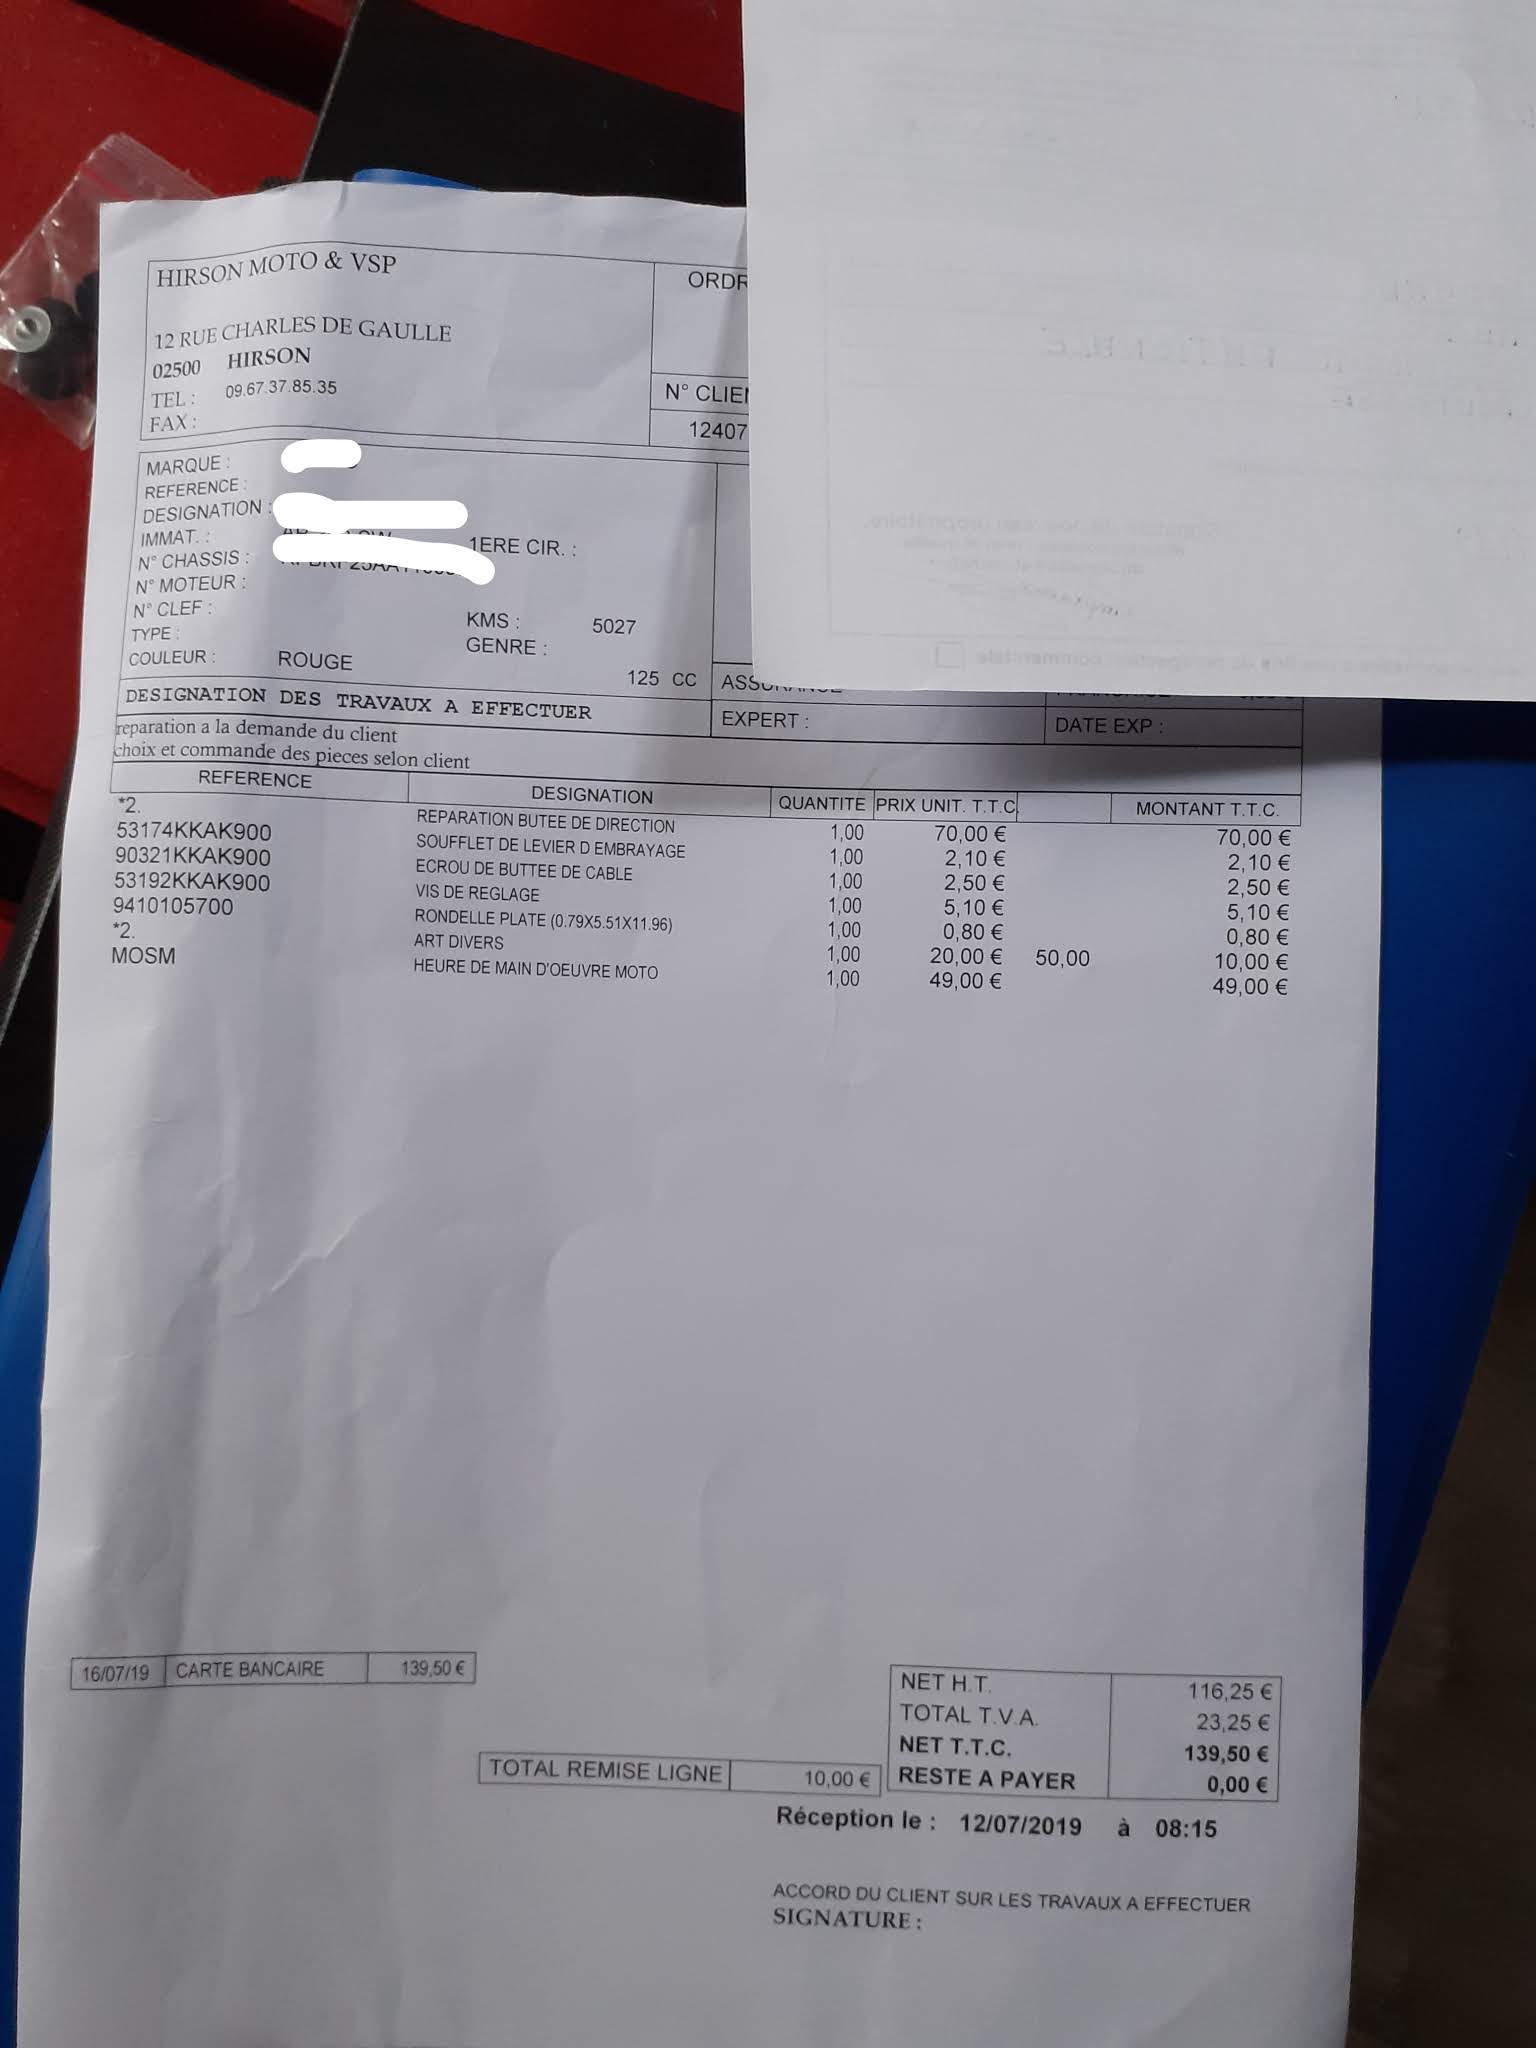 HIRSON MOTO & VSP
12 RUE CHARLES DE GAULLE
02500 HIRSON
TEL : 09.67.37.85.35
FAX :
ORDR
N° CLIE
12407
MARQUE :
REFERENCE :
DESIGNATION :
IMMAT. : 1ERE CIR. :
N° CHASSIS :
N° MOTEUR :
N° CLEF : KMS : 5027
TYPE : GENRE :
COULEUR : ROUGE 125 CC
ASSURANCE
DESIGNATION DES TRAVAUX A EFFECTUER
EXPERT : DATE EXP :
reparation a la demande du client
choix et commande des pieces selon client
REFERENCE DESIGNATION QUANTITE PRIX UNIT. T.T.C. MONTANT T.T.C.
*2. REPARATION BUTEE DE DIRECTION 1,00 70,00 € 70,00 €
53174KKAK900 SOUFFLET DE LEVIER D EMBRAYAGE 1,00 2,10 € 2,10 €
90321KKAK900 ECROU DE BUTTEE DE CABLE 1,00 2,50 € 2,50 €
53192KKAK900 VIS DE REGLAGE 1,00 5,10 € 5,10 €
9410105700 RONDELLE PLATE (0.79X5.51X11.96) 1,00 0,80 € 0,80 €
*2. ART DIVERS 1,00 20,00 € 50,00 10,00 €
MOSM HEURE DE MAIN D'OEUVRE MOTO 1,00 49,00 € 49,00 €
16/07/19 CARTE BANCAIRE 139,50 €
NET H.T. 116,25 €
TOTAL T.V.A. 23,25 €
NET T.T.C. 139,50 €
TOTAL REMISE LIGNE 10,00 €
RESTE A PAYER 0,00 €
Réception le : 12/07/2019 à 08:15
ACCORD DU CLIENT SUR LES TRAVAUX A EFFECTUER
SIGNATURE :